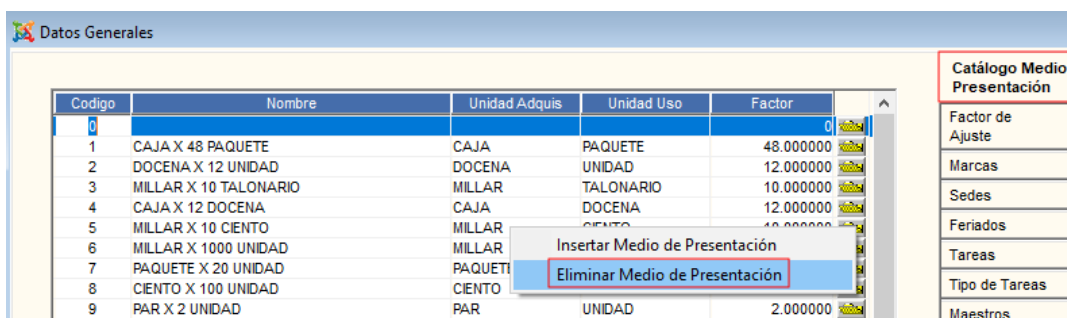 Datos Generales
Catálogo Medio
Presentación
Codigo Nombre Unidad Adquis Unidad Uso Factor
0 0
1 CAJA X 48 PAQUETE CAJA PAQUETE 48.000000
2 DOCENA X 12 UNIDAD DOCENA UNIDAD 12.000000
3 MILLAR X 10 TALONARIO MILLAR TALONARIO 10.000000
4 CAJA X 12 DOCENA CAJA DOCENA 12.000000
5 MILLAR X 10 CIENTO MILLAR CIENTO 10.000000
6 MILLAR X 1000 UNIDAD MILLAR
7 PAQUETE X 20 UNIDAD PAQUETE
8 CIENTO X 100 UNIDAD CIENTO
9 PAR X 2 UNIDAD PAR UNIDAD 2.000000
Insertar Medio de Presentación
Eliminar Medio de Presentación
Factor de
Ajuste
Marcas
Sedes
Feriados
Tareas
Tipo de Tareas
Maestros